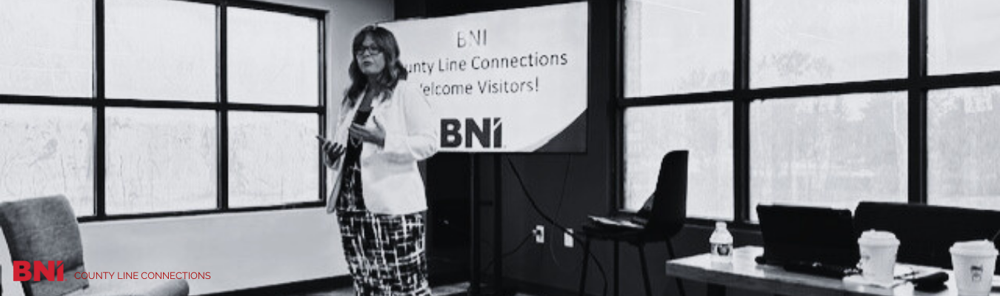 BNI
unty Line Connections
elcome Visitors!
BNI
BNI COUNTY LINE CONNECTIONS